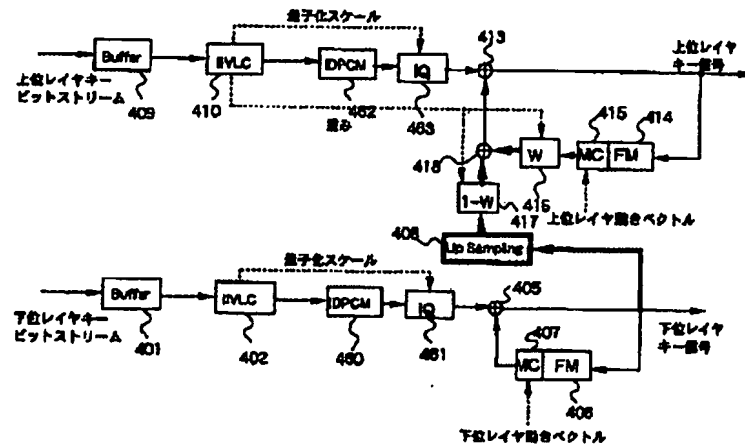 量子化スケール
413
Buffer
IIVLC
IDPCM
IQ
上位レイヤ
キー信号
上位レイヤキー
ビットストリーム
409
410
462
463
重み
415
414
418
W
MC
FM
416
1-W
417
上位レイヤ動きベクトル
408
Up Sampling
量子化スケール
405
Buffer
IIVLC
IDPCM
IQ
下位レイヤキー
ビットストリーム
401
402
460
461
407
下位レイヤ
キー信号
MC
FM
406
下位レイヤ動きベクトル